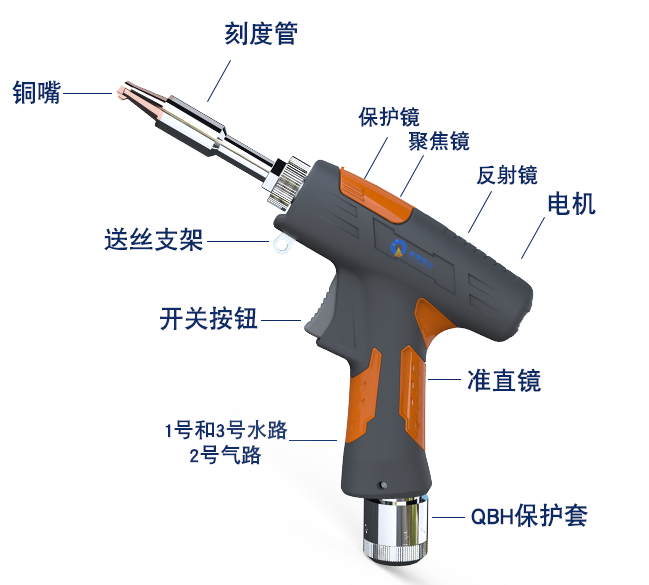 刻度管
铜嘴
保护镜
聚焦镜
反射镜
电机
送丝支架
开关按钮
准直镜
1号和3号水路
2号气路
QBH保护套